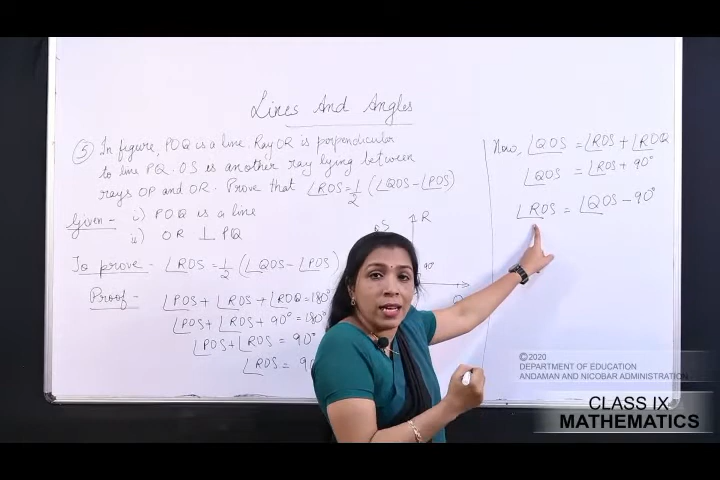 Lines And Angles
5 In figure, POQ is a line. Ray OR is perpendicular
to line PQ. OS is another ray lying between
rays OP and OR. Prove that ∠ROS = 1/2 (∠QOS - ∠POS)
Given - i) POQ is a line
ii) OR ⊥ PQ
To prove - ∠ROS = 1/2 (∠QOS - ∠POS)
Proof - ∠POS + ∠ROS + ∠ROQ = 180°
∠POS + ∠ROS + 90° = 180°
∠POS + ∠ROS = 90°
∠ROS = 
S R
90°
Now, ∠QOS = ∠ROS + ∠ROQ
∠QOS = ∠ROS + 90°
∠ROS = ∠QOS - 90°
©2020
DEPARTMENT OF EDUCATION
ANDAMAN AND NICOBAR ADMINISTRATION
CLASS IX
MATHEMATICS